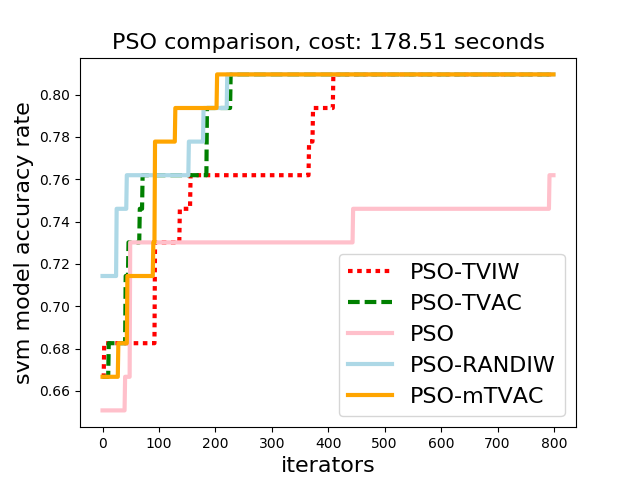 PSO comparison, cost: 178.51 seconds
svm model accuracy rate
0.80
0.78
0.76
0.74
0.72
0.70
0.68
0.66
PSO-TVIW
PSO-TVAC
PSO
PSO-RANDIW
PSO-mTVAC
0 100 200 300 400 500 600 700 800
iterators